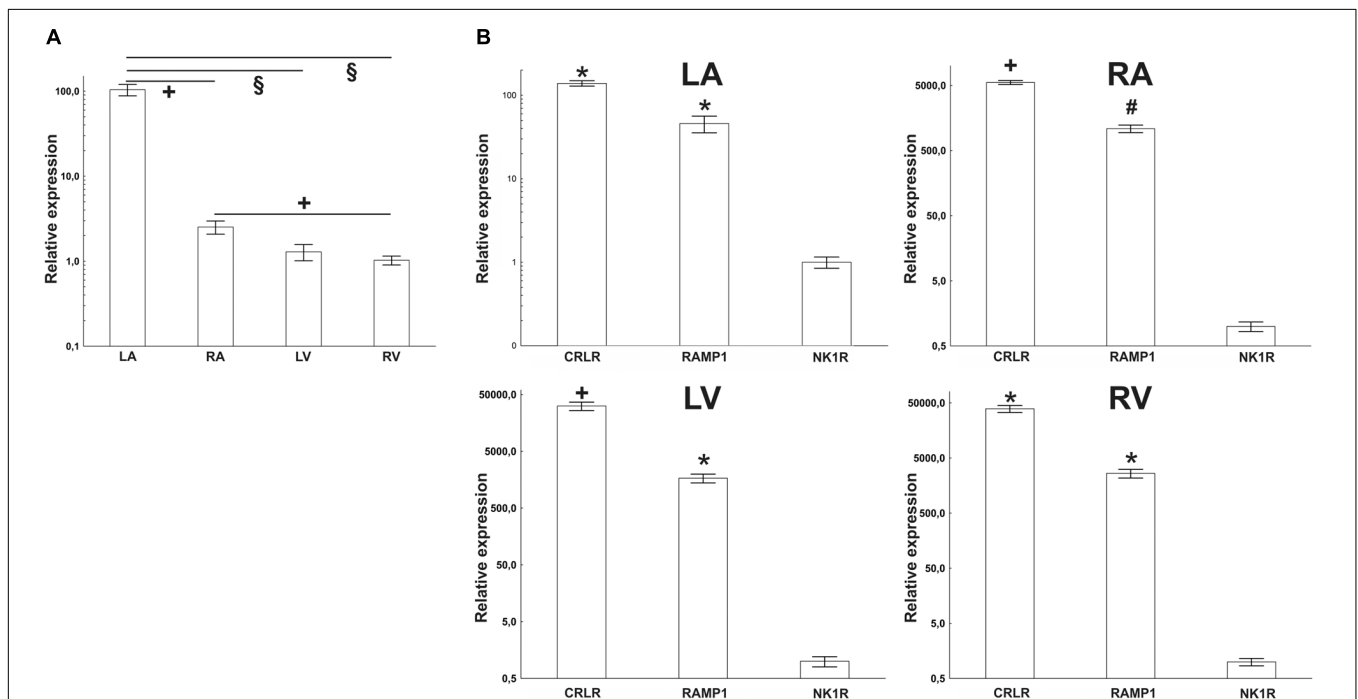 A
§
§
+
+
Relative expression
100,0
10,0
1,0
0,1
LA RA LV RV
B
LA
*
*
Relative expression
100
10
1
0
CRLR RAMP1 NK1R
RA
+
#
Relative expression
5000,0
500,0
50,0
5,0
0,5
CRLR RAMP1 NK1R
LV
+
*
Relative expression
50000,0
5000,0
500,0
50,0
5,0
0,5
CRLR RAMP1 NK1R
RV
*
*
Relative expression
50000,0
5000,0
500,0
50,0
5,0
0,5
CRLR RAMP1 NK1R